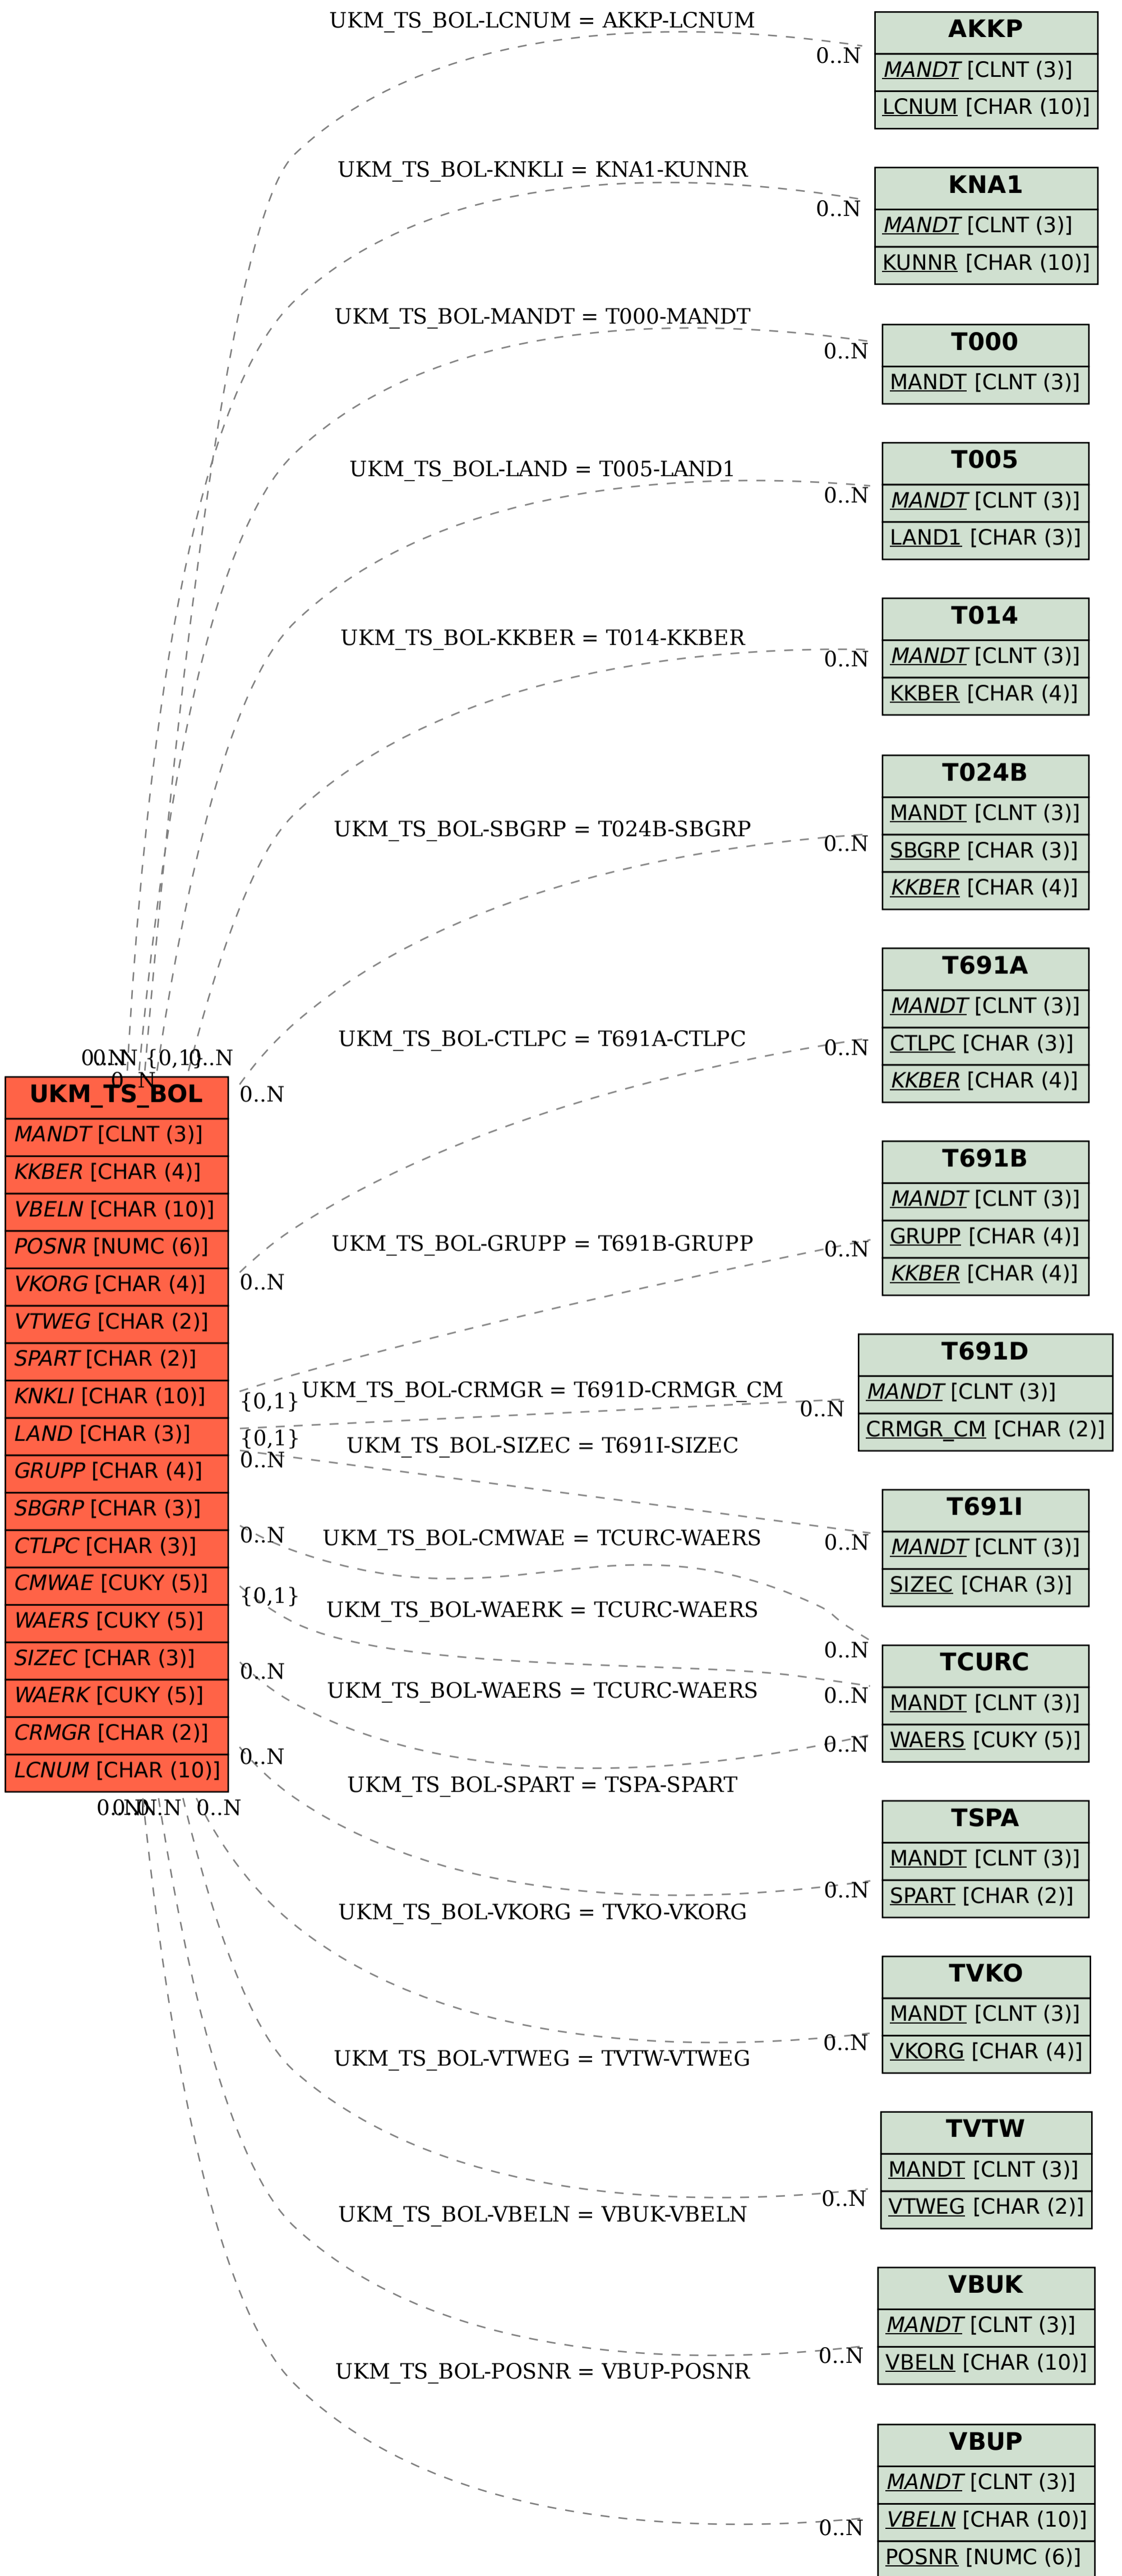 UKM_TS_BOL-LCNUM = AKKP-LCNUM
0..N
AKKP
MANDT [CLNT (3)]
LCNUM [CHAR (10)]
UKM_TS_BOL-KNKLI = KNA1-KUNNR
0..N
KNA1
MANDT [CLNT (3)]
KUNNR [CHAR (10)]
UKM_TS_BOL-MANDT = T000-MANDT
0..N
T000
MANDT [CLNT (3)]
UKM_TS_BOL-LAND = T005-LAND1
0..N
T005
MANDT [CLNT (3)]
LAND1 [CHAR (3)]
UKM_TS_BOL-KKBER = T014-KKBER
0..N
T014
MANDT [CLNT (3)]
KKBER [CHAR (4)]
UKM_TS_BOL-SBGRP = T024B-SBGRP
0..N
T024B
MANDT [CLNT (3)]
SBGRP [CHAR (3)]
KKBER [CHAR (4)]
UKM_TS_BOL-CTLPC = T691A-CTLPC
0..N
T691A
MANDT [CLNT (3)]
CTLPC [CHAR (3)]
KKBER [CHAR (4)]
UKM_TS_BOL-GRUPP = T691B-GRUPP
0..N
T691B
MANDT [CLNT (3)]
GRUPP [CHAR (4)]
KKBER [CHAR (4)]
UKM_TS_BOL-CRMGR = T691D-CRMGR_CM
0..N
T691D
MANDT [CLNT (3)]
CRMGR_CM [CHAR (2)]
UKM_TS_BOL-SIZEC = T691I-SIZEC
0..N
T691I
MANDT [CLNT (3)]
SIZEC [CHAR (3)]
UKM_TS_BOL-CMWAE = TCURC-WAERS
0..N
UKM_TS_BOL-WAERK = TCURC-WAERS
0..N
UKM_TS_BOL-WAERS = TCURC-WAERS
0..N
TCURC
MANDT [CLNT (3)]
WAERS [CUKY (5)]
UKM_TS_BOL-SPART = TSPA-SPART
0..N
TSPA
MANDT [CLNT (3)]
SPART [CHAR (2)]
UKM_TS_BOL-VKORG = TVKO-VKORG
0..N
TVKO
MANDT [CLNT (3)]
VKORG [CHAR (4)]
UKM_TS_BOL-VTWEG = TVTW-VTWEG
0..N
TVTW
MANDT [CLNT (3)]
VTWEG [CHAR (2)]
UKM_TS_BOL-VBELN = VBUK-VBELN
0..N
VBUK
MANDT [CLNT (3)]
VBELN [CHAR (10)]
UKM_TS_BOL-POSNR = VBUP-POSNR
0..N
VBUP
MANDT [CLNT (3)]
VBELN [CHAR (10)]
POSNR [NUMC (6)]
0..N
0..N
{0,1}
0..N
0..N
UKM_TS_BOL
MANDT [CLNT (3)]
KKBER [CHAR (4)]
VBELN [CHAR (10)]
POSNR [NUMC (6)]
VKORG [CHAR (4)]
VTWEG [CHAR (2)]
SPART [CHAR (2)]
KNKLI [CHAR (10)]
LAND [CHAR (3)]
GRUPP [CHAR (4)]
SBGRP [CHAR (3)]
CTLPC [CHAR (3)]
CMWAE [CUKY (5)]
WAERS [CUKY (5)]
SIZEC [CHAR (3)]
WAERK [CUKY (5)]
CRMGR [CHAR (2)]
LCNUM [CHAR (10)]
0..N
0..N
{0,1}
{0,1}
0..N
0..N
{0,1}
0..N
0..N
0..N
0..N
0..N
0..N